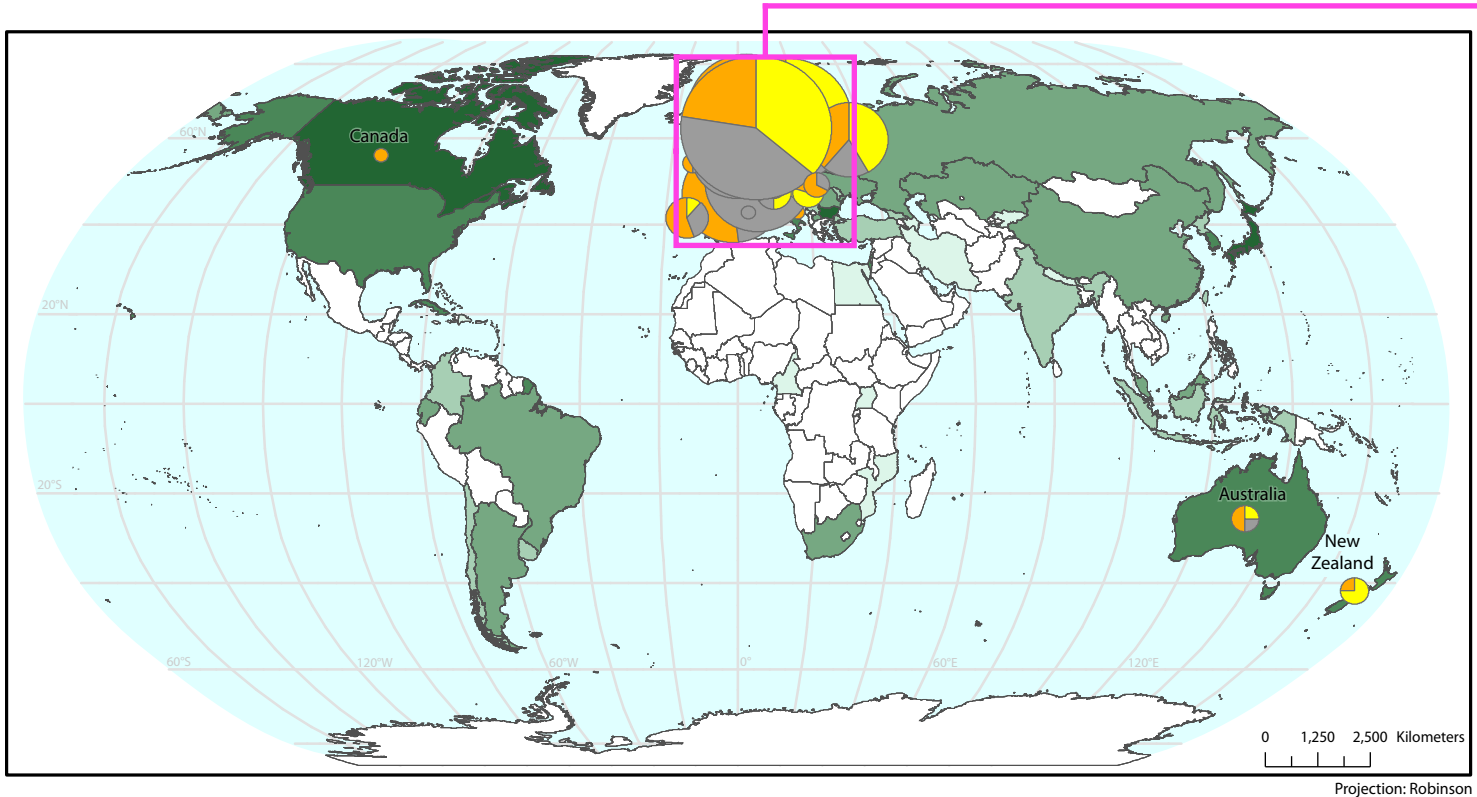 Canada
60°N
20°N
20°S
Australia
New
Zealand
60°S
120°W
60°W
0°
60°E
120°E
0 1,250 2,500 Kilometers
Projection: Robinson